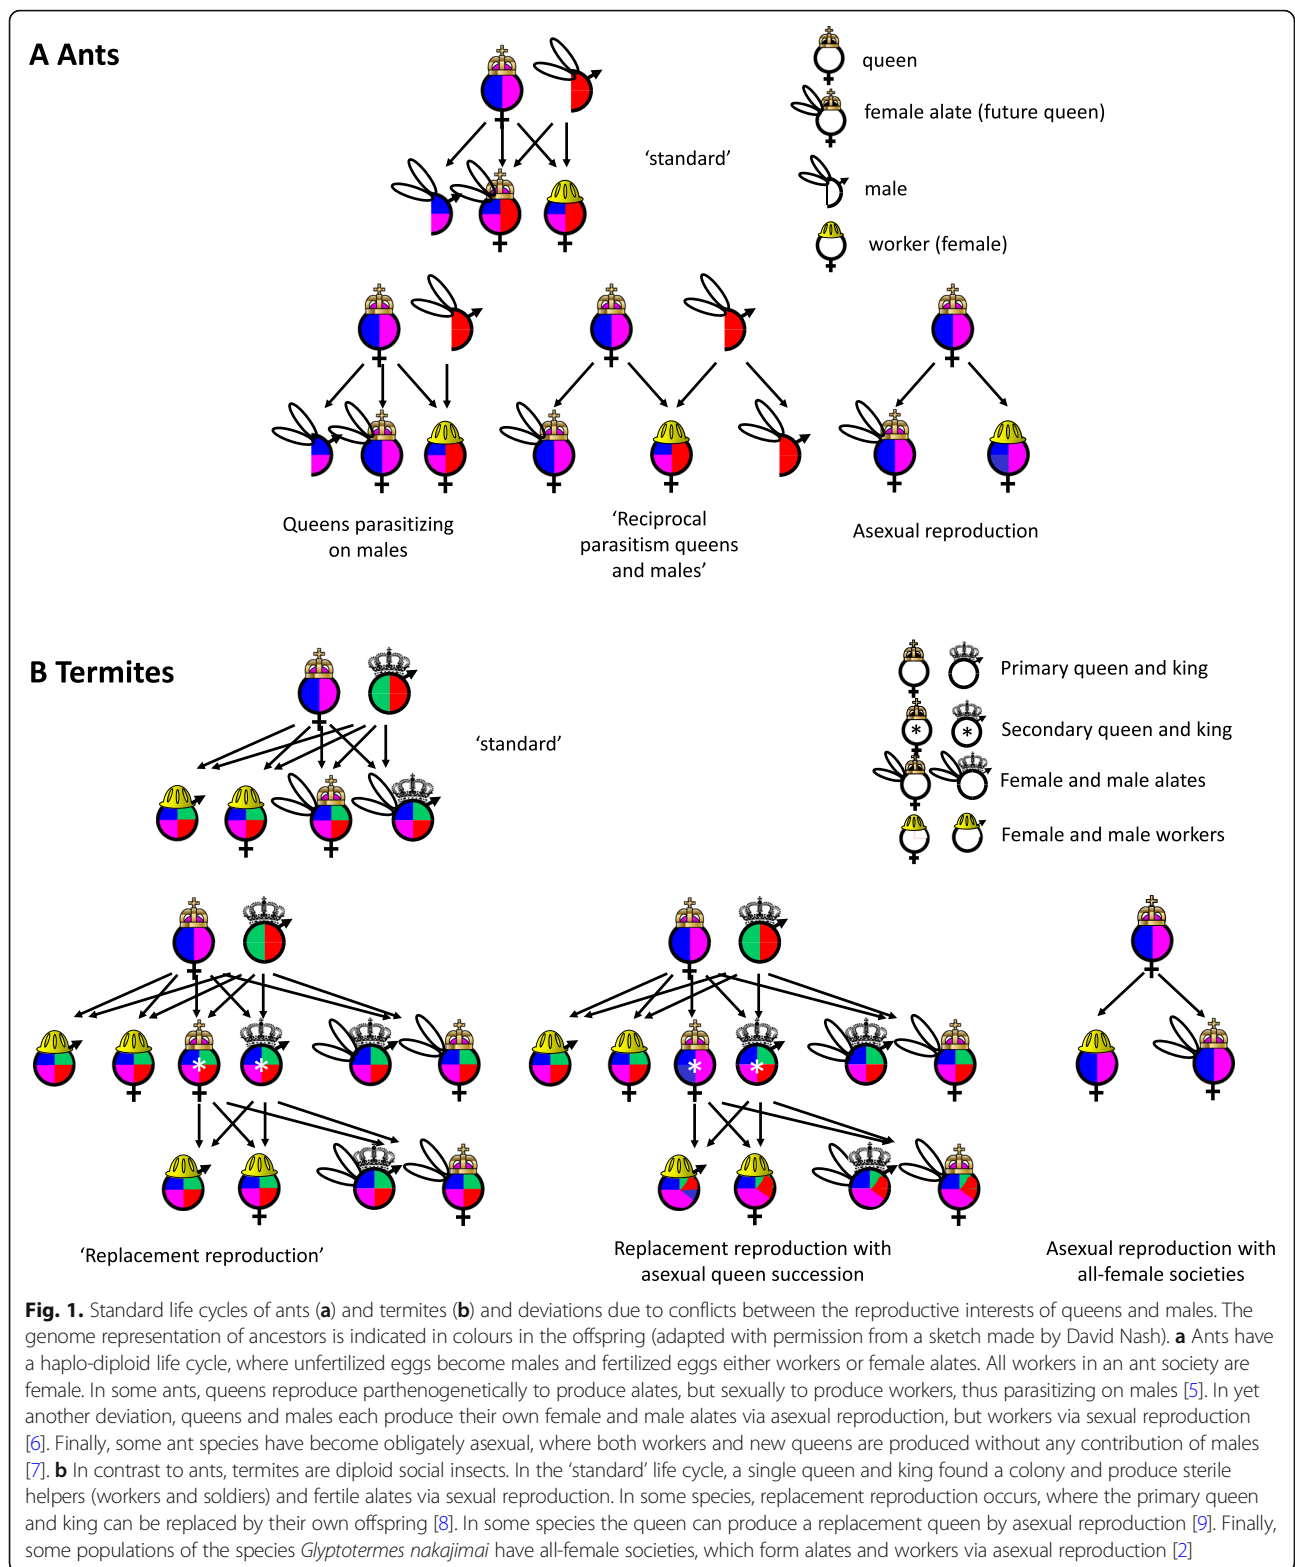 A Ants
queen
female alate (future queen)
‘standard’
male
worker (female)
Queens parasitizing
on males
‘Reciprocal
parasitism queens
and males’
Asexual reproduction
B Termites
Primary queen and king
‘standard’
Secondary queen and king
*
*
Female and male alates
Female and male workers
*
*
*
*
‘Replacement reproduction’
Replacement reproduction with
asexual queen succession
Asexual reproduction with
all-female societies
Fig. 1. Standard life cycles of ants (a) and termites (b) and deviations due to conflicts between the reproductive interests of queens and males. The
genome representation of ancestors is indicated in colours in the offspring (adapted with permission from a sketch made by David Nash). a Ants have
a haplo-diploid life cycle, where unfertilized eggs become males and fertilized eggs either workers or female alates. All workers in an ant society are
female. In some ants, queens reproduce parthenogenetically to produce alates, but sexually to produce workers, thus parasitizing on males [5]. In yet
another deviation, queens and males each produce their own female and male alates via asexual reproduction, but workers via sexual reproduction
[6]. Finally, some ant species have become obligately asexual, where both workers and new queens are produced without any contribution of males
[7]. b In contrast to ants, termites are diploid social insects. In the ‘standard’ life cycle, a single queen and king found a colony and produce sterile
helpers (workers and soldiers) and fertile alates via sexual reproduction. In some species, replacement reproduction occurs, where the primary queen
and king can be replaced by their own offspring [8]. In some species the queen can produce a replacement queen by asexual reproduction [9]. Finally,
some populations of the species Glyptotermes nakajimai have all-female societies, which form alates and workers via asexual reproduction [2]